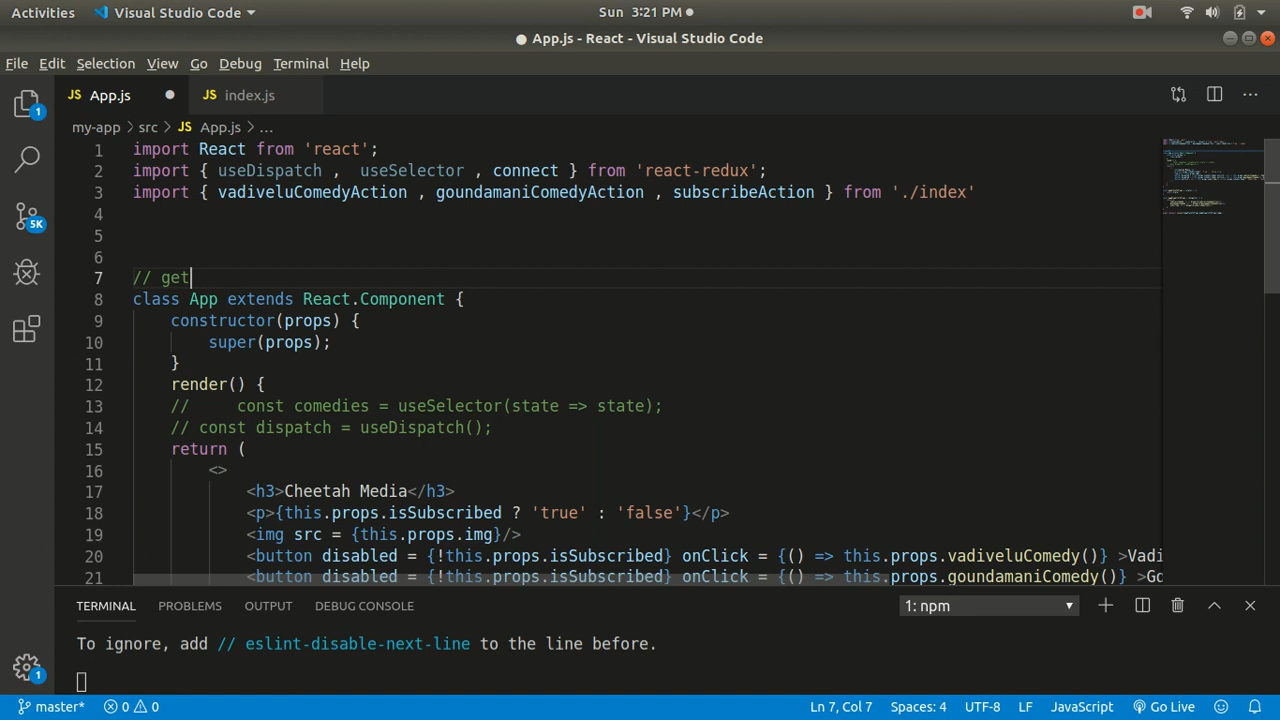 Activities Visual Studio Code Sun 3:21 PM
App.js - React - Visual Studio Code
File Edit Selection View Go Debug Terminal Help
JS App.js JS index.js
my-app > src > JS App.js > ...
1 import React from 'react';
2 import { useDispatch , useSelector , connect } from 'react-redux';
3 import { vadiveluComedyAction , goundamaniComedyAction , subscribeAction } from './index'
4
5
6
7 // get
8 class App extends React.Component {
9 constructor(props) {
10 super(props);
11 }
12 render() {
13 // const comedies = useSelector(state => state);
14 // const dispatch = useDispatch();
15 return (
16 <>
17 <h3>Cheetah Media</h3>
18 <p>{this.props.isSubscribed ? 'true' : 'false'}</p>
19 <img src = {this.props.img}/>
20 <button disabled = {!this.props.isSubscribed} onClick = {() => this.props.vadiveluComedy()} >Vadi
21 <button disabled = {!this.props.isSubscribed} onClick = {() => this.props.goundamaniComedy()} >Go
1
5K
1
TERMINAL PROBLEMS OUTPUT DEBUG CONSOLE 1: npm
To ignore, add // eslint-disable-next-line to the line before.
master* 0 0 Ln 7, Col 7 Spaces: 4 UTF-8 LF JavaScript Go Live